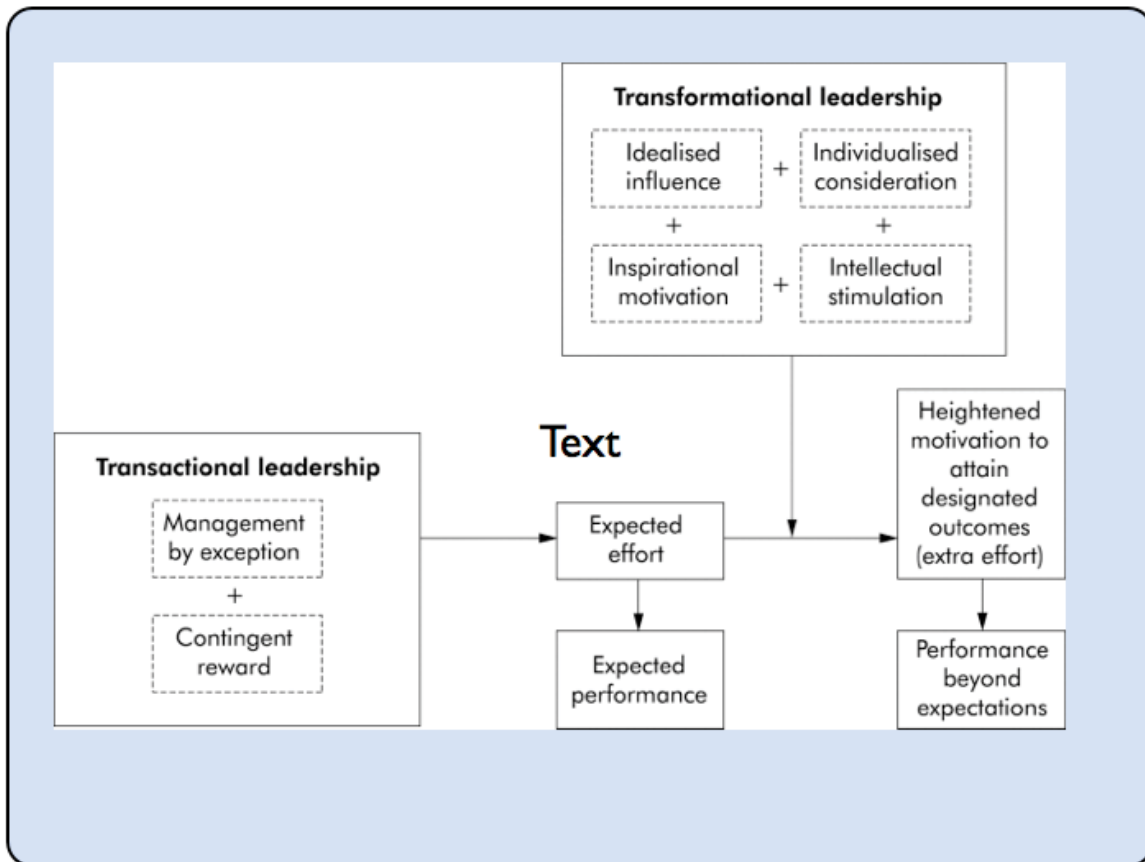 Transformational leadership
Idealised
influence
+
Individualised
consideration
+
+
Inspirational
motivation
+
Intellectual
stimulation
Text
Transactional leadership
Management
by exception
+
Contingent
reward
Expected
effort
Expected
performance
Heightened
motivation to
attain
designated
outcomes
(extra effort)
Performance
beyond
expectations